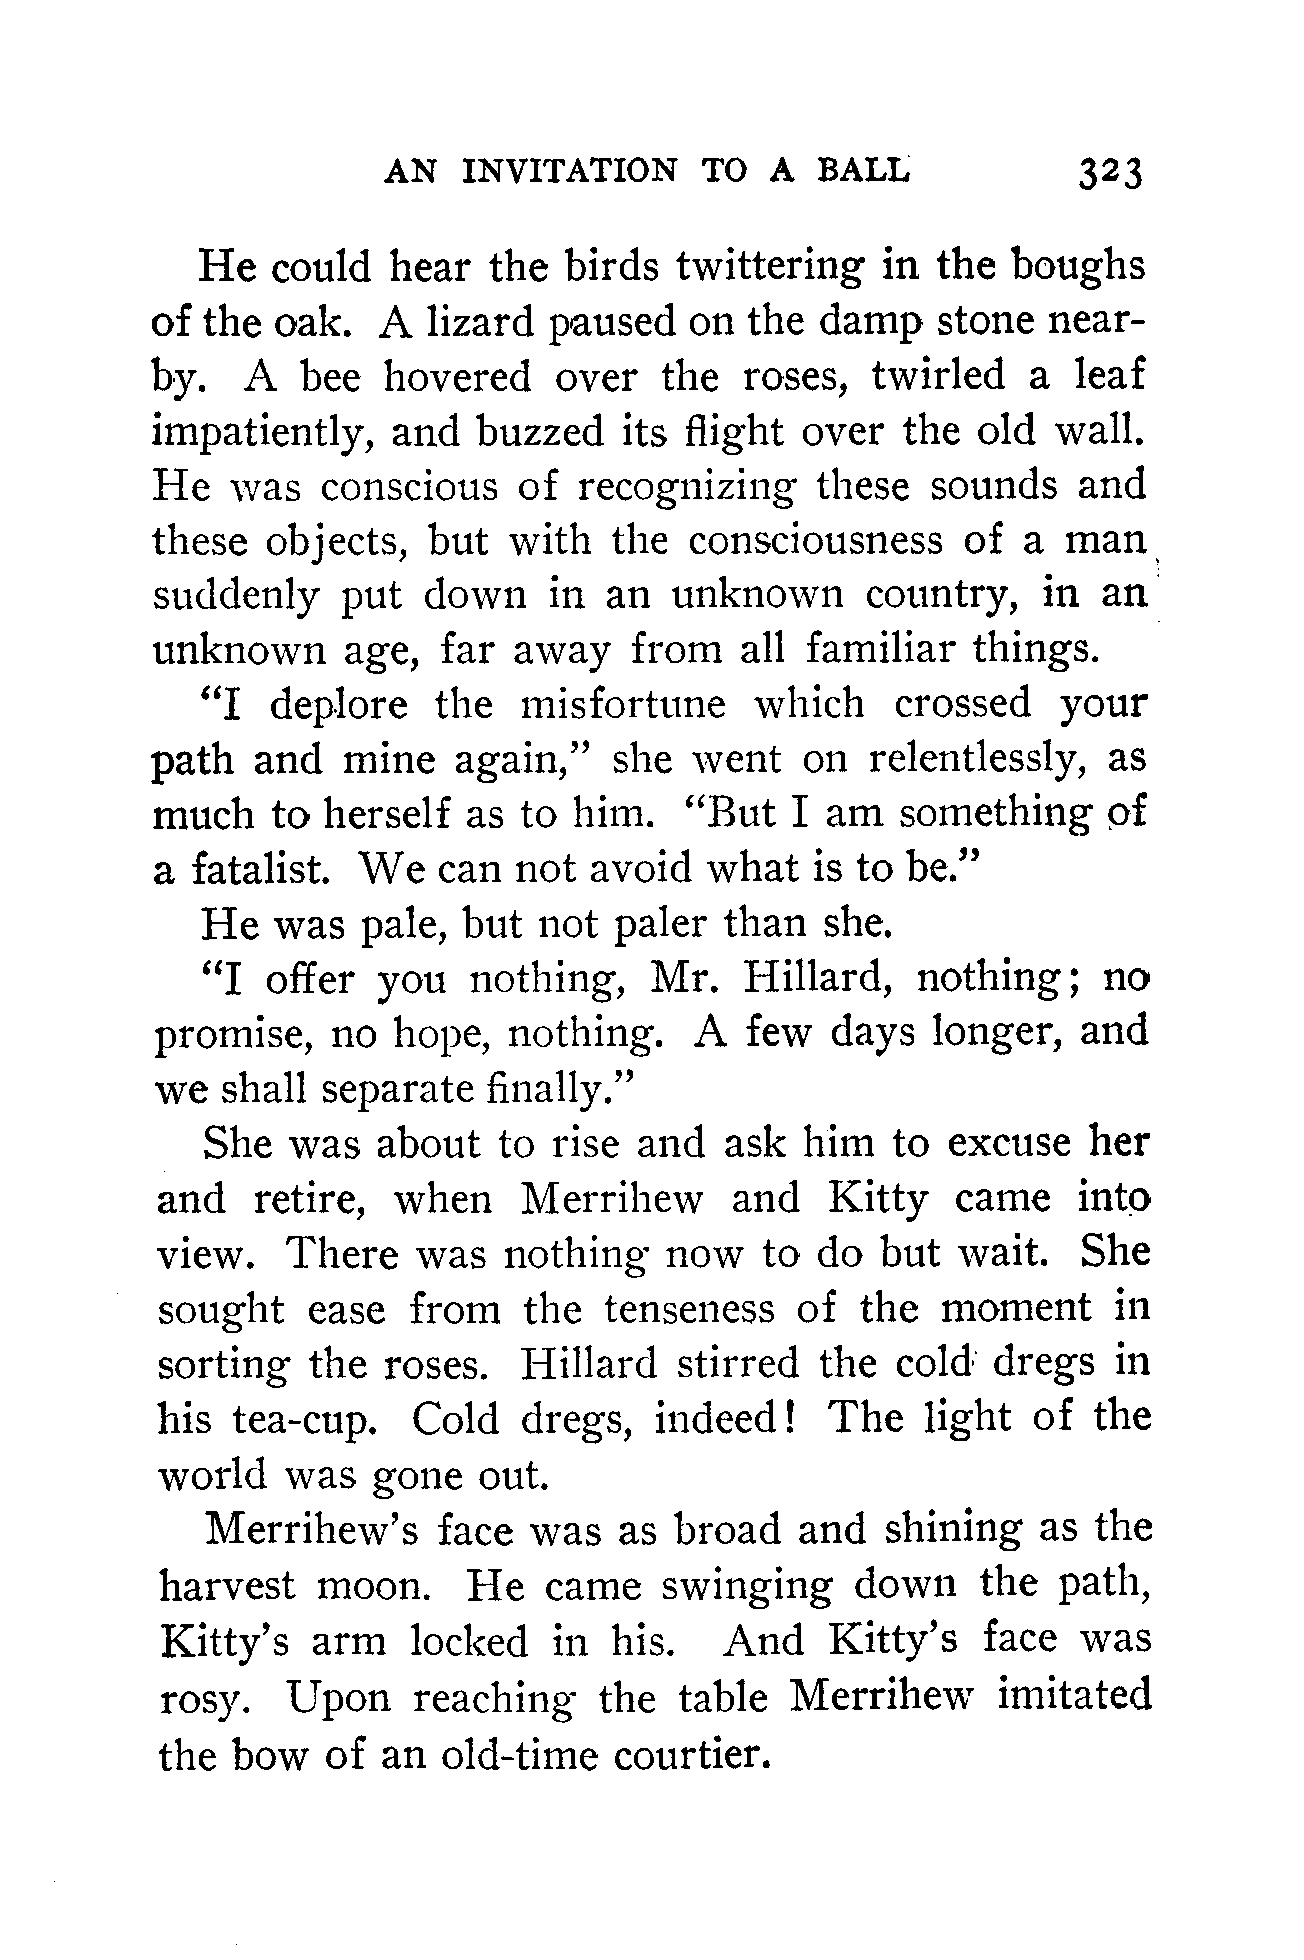 AN INVITATION TO A BALL 323
He could hear the birds twittering in the boughs
of the oak. A lizard paused on the damp stone near-
by. A bee hovered over the roses, twirled a leaf
impatiently, and buzzed its flight over the old wall.
He was conscious of recognizing these sounds and
these objects, but with the consciousness of a man
suddenly put down in an unknown country, in an
unknown age, far away from all familiar things.
“I deplore the misfortune which crossed your
path and mine again,” she went on relentlessly, as
much to herself as to him. “But I am something of
a fatalist. We can not avoid what is to be.”
He was pale, but not paler than she.
“I offer you nothing, Mr. Hillard, nothing; no
promise, no hope, nothing. A few days longer, and
we shall separate finally.”
She was about to rise and ask him to excuse her
and retire, when Merrihew and Kitty came into
view. There was nothing now to do but wait. She
sought ease from the tenseness of the moment in
sorting the roses. Hillard stirred the cold dregs in
his tea-cup. Cold dregs, indeed! The light of the
world was gone out.
Merrihew’s face was as broad and shining as the
harvest moon. He came swinging down the path,
Kitty’s arm locked in his. And Kitty’s face was
rosy. Upon reaching the table Merrihew imitated
the bow of an old-time courtier.